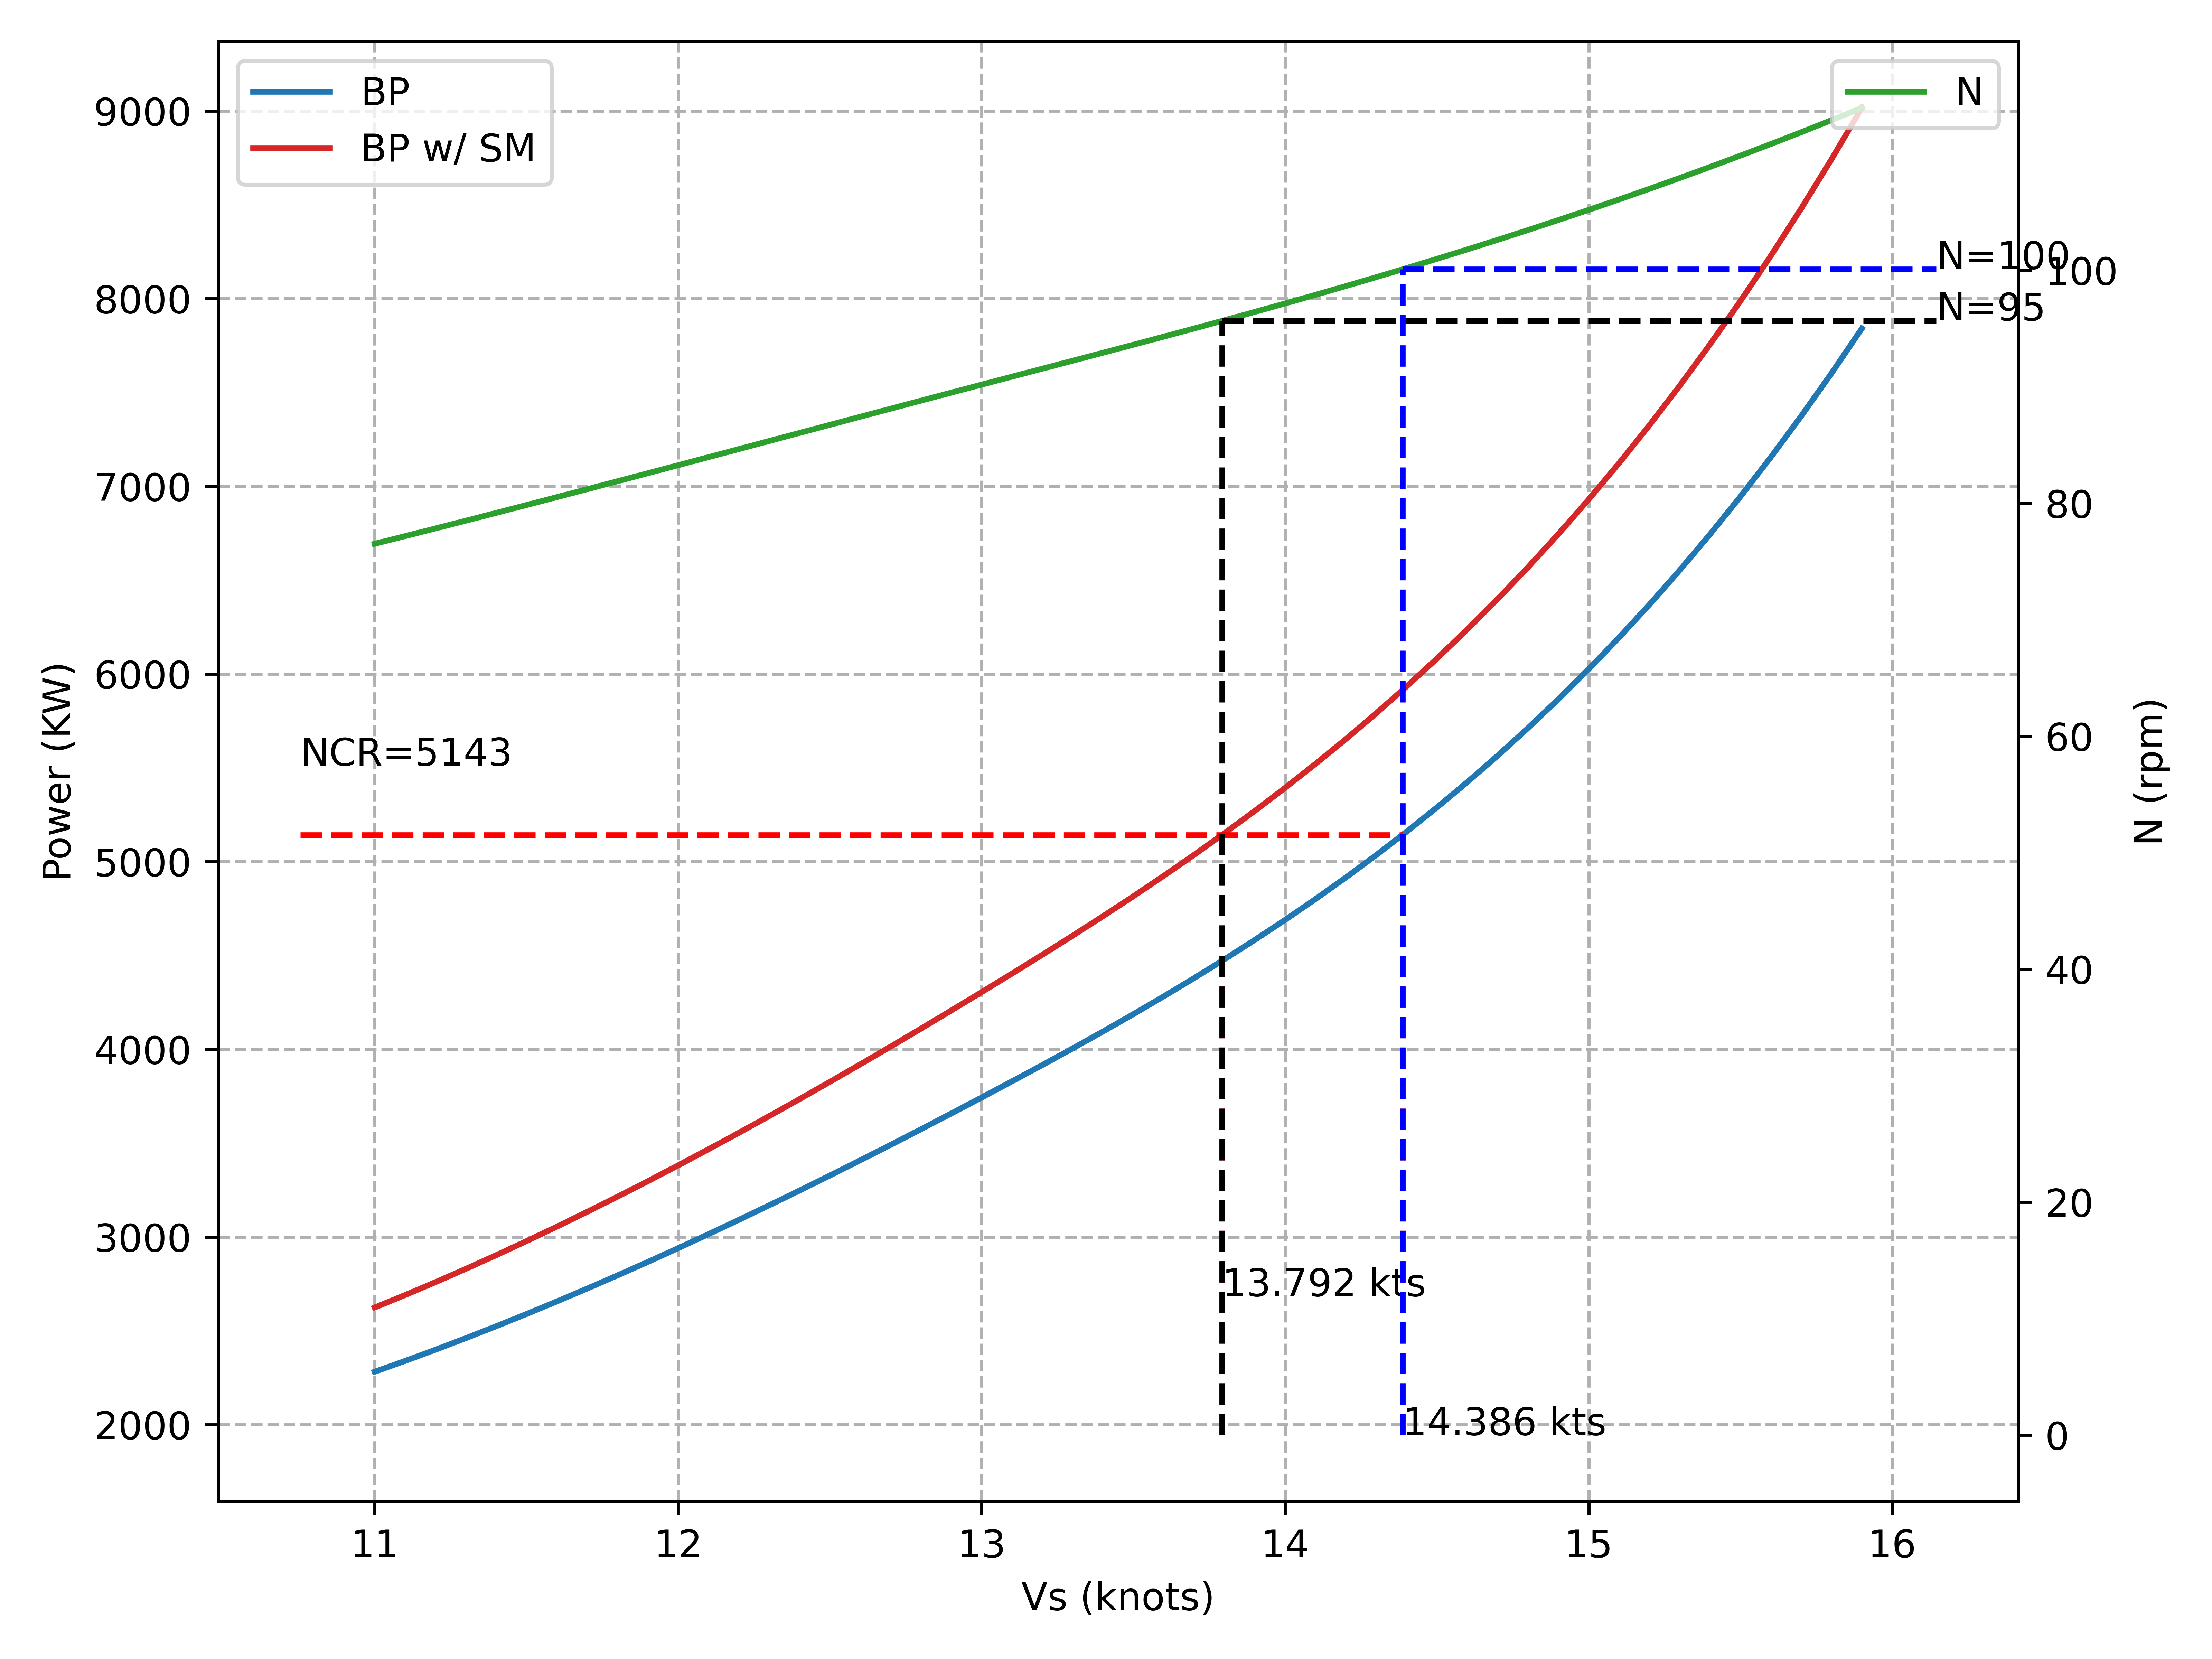 BP
BP w/ SM
N
9000
8000
7000
6000
5000
4000
3000
2000
Power (KW)
NCR=5143
N=100
N=95
13.792 kts
14.386 kts
100
80
60
40
20
0
N (rpm)
11 12 13 14 15 16
Vs (knots)